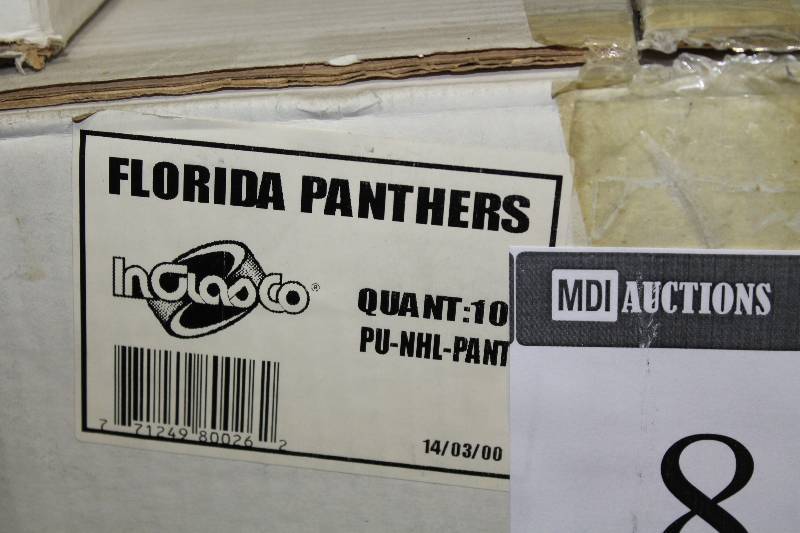 FLORIDA PANTHERS
InGlasCo®
QUANT:10
PU-NHL-PANT
7 71249 80026 2
14/03/00
MDI AUCTIONS
8